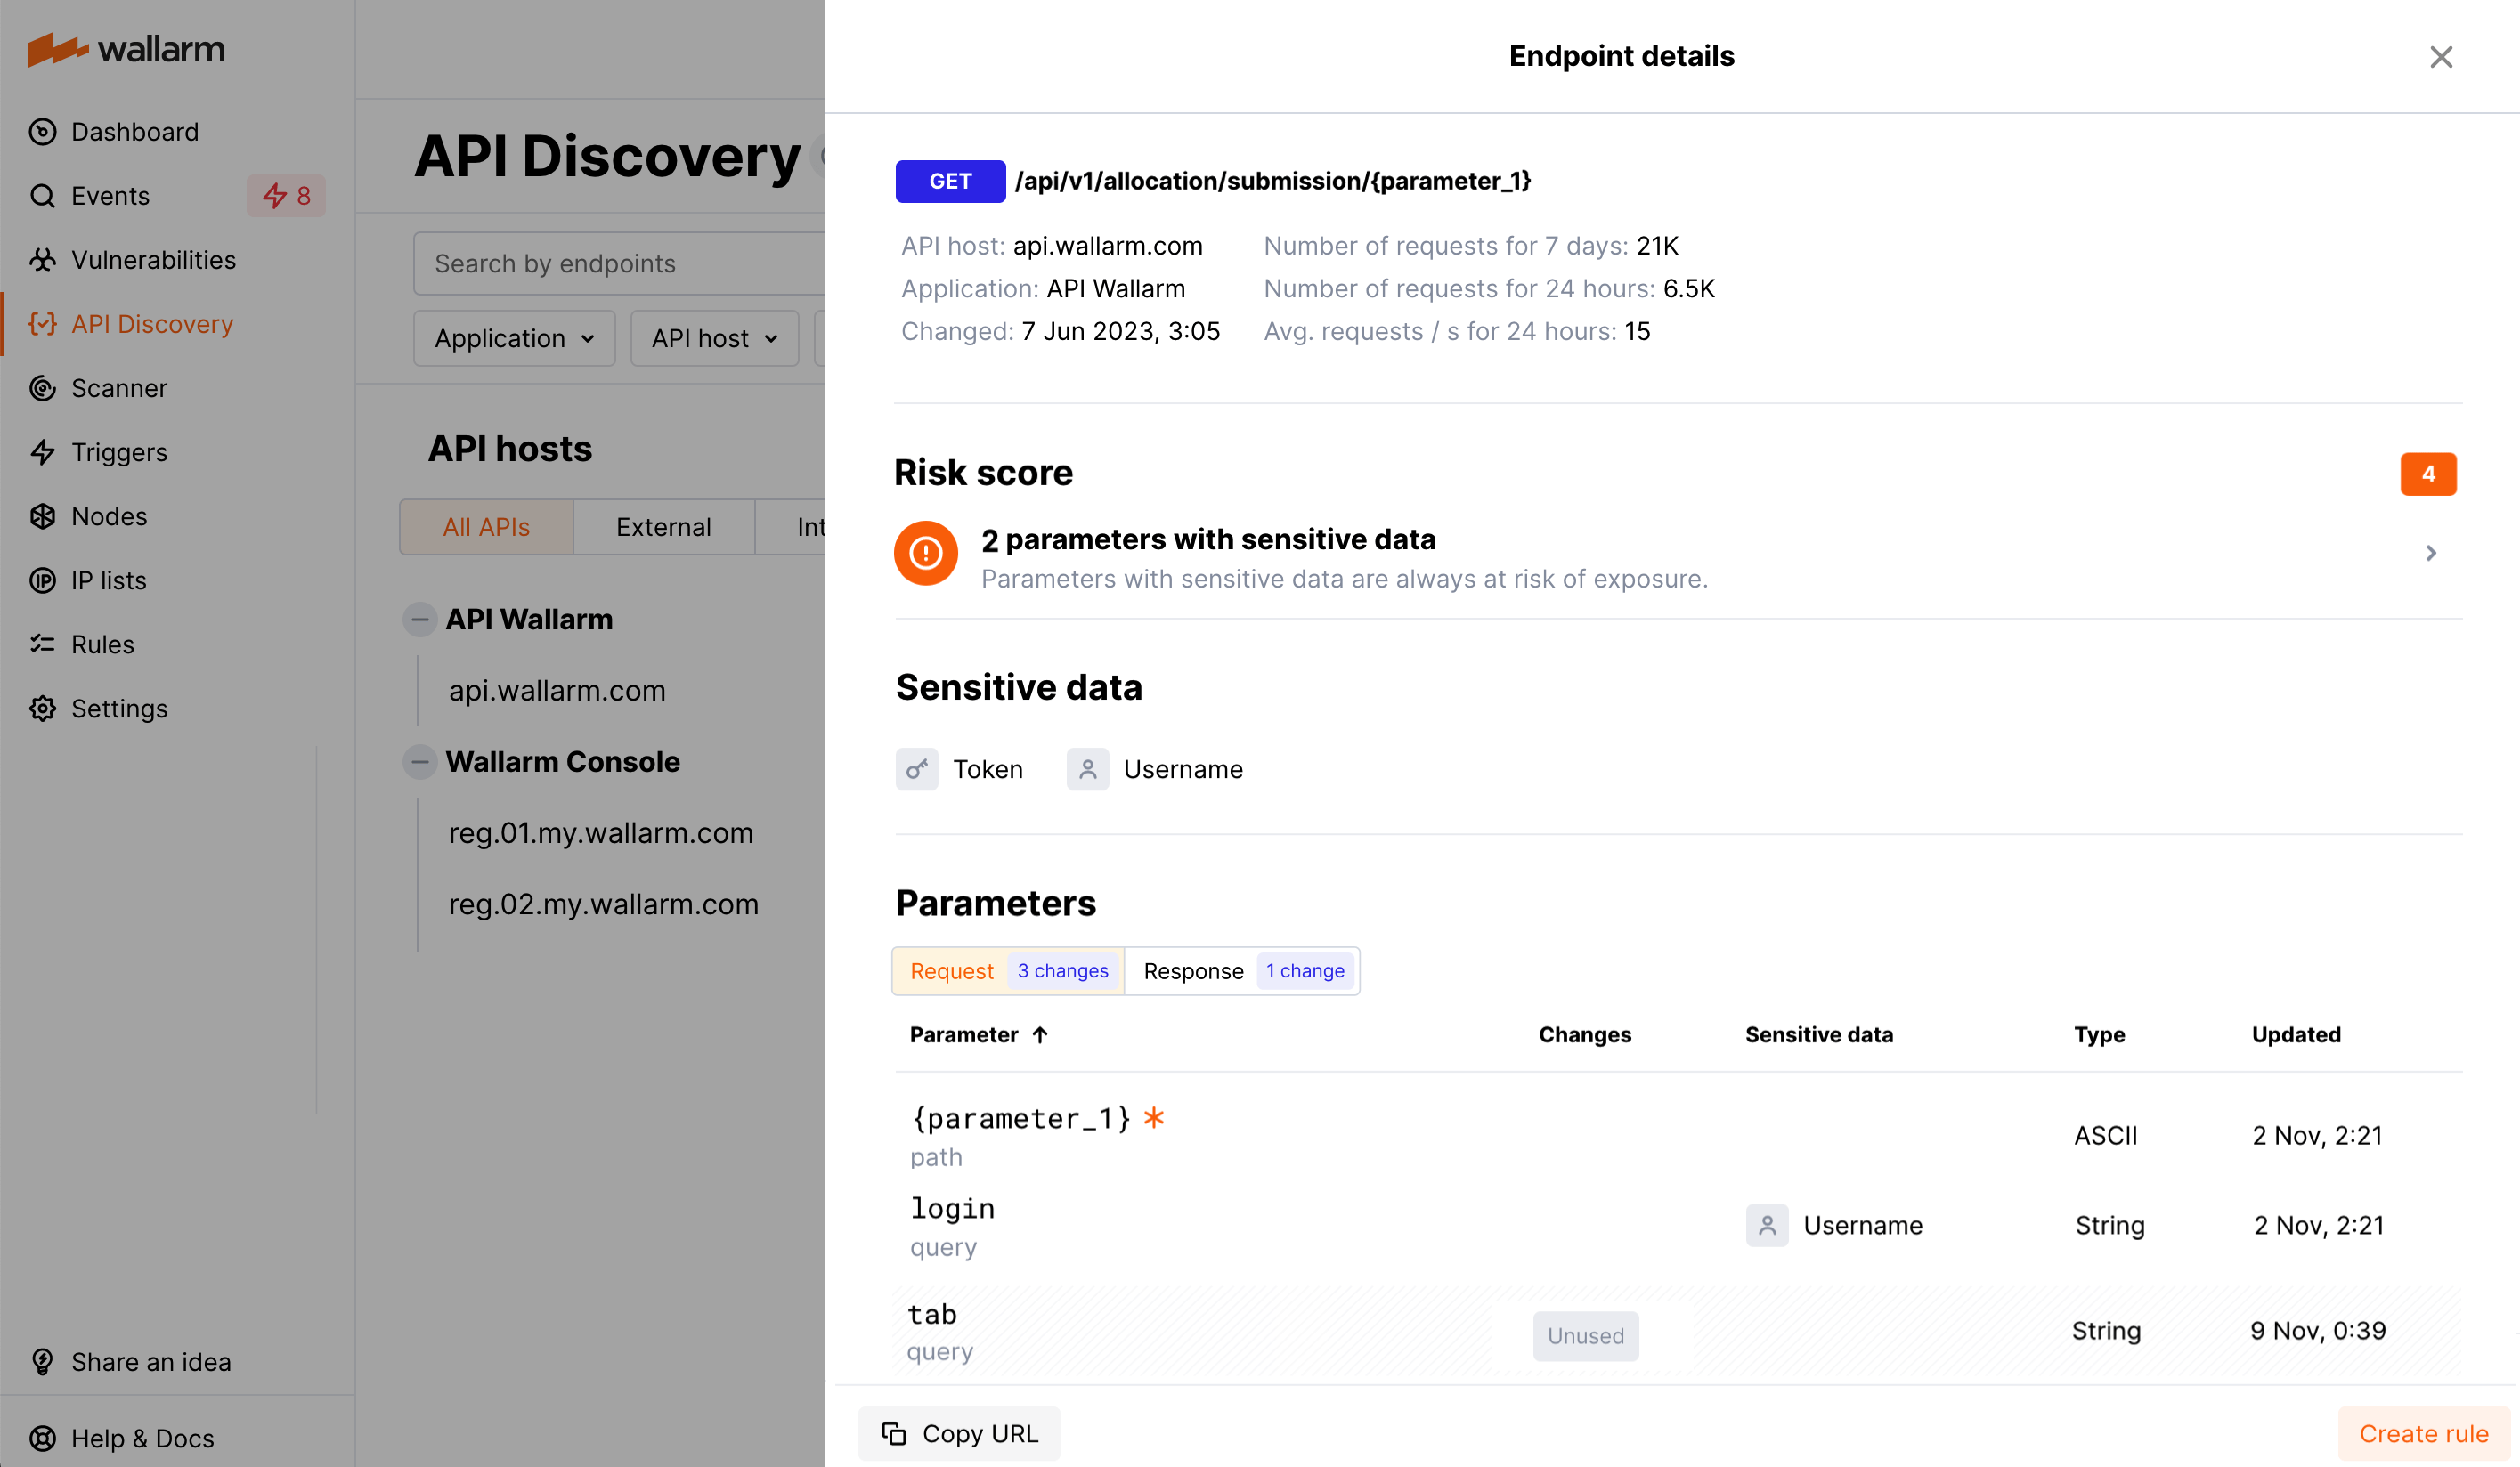 wallarm
Dashboard
Events 8
Vulnerabilities
API Discovery
Scanner
Triggers
Nodes
IP lists
Rules
Settings
Share an idea
Help & Docs
API Discovery
Search by endpoints
Application
API host
API hosts
All APIs External Int
API Wallarm
api.wallarm.com
Wallarm Console
reg.01.my.wallarm.com
reg.02.my.wallarm.com
Endpoint details
GET /api/v1/allocation/submission/{parameter_1}
API host: api.wallarm.com Number of requests for 7 days: 21K
Application: API Wallarm Number of requests for 24 hours: 6.5K
Changed: 7 Jun 2023, 3:05 Avg. requests / s for 24 hours: 15
Risk score 4
2 parameters with sensitive data
Parameters with sensitive data are always at risk of exposure.
Sensitive data
Token Username
Parameters
Request 3 changes Response 1 change
Parameter ↑ Changes Sensitive data Type Updated
{parameter_1} * ASCII 2 Nov, 2:21
path
login Username String 2 Nov, 2:21
query
tab Unused String 9 Nov, 0:39
query
Copy URL Create rule